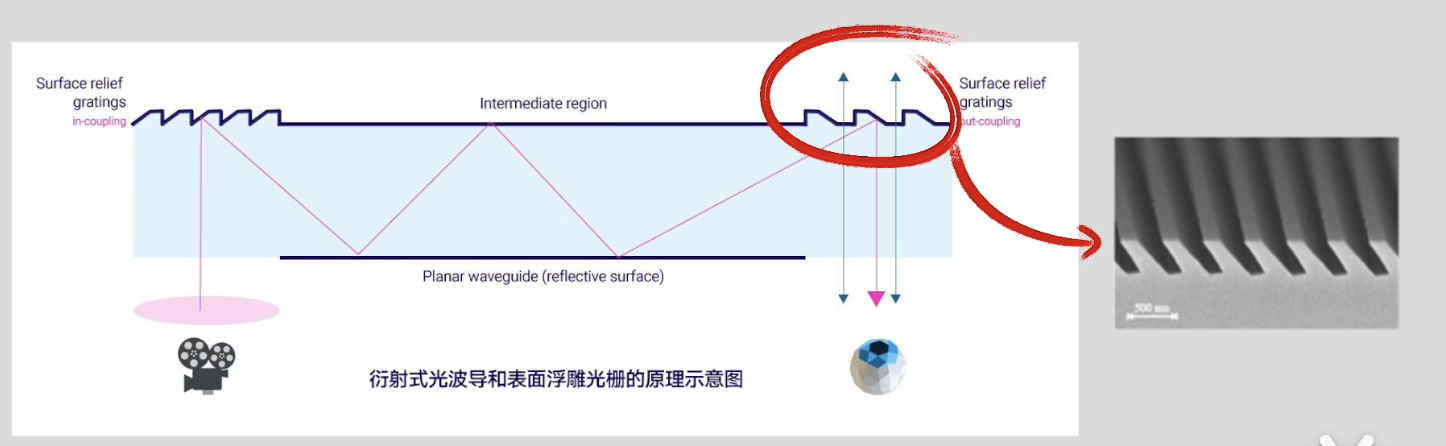 Surface relief
gratings
in-coupling
Intermediate region
Surface relief
gratings
out-coupling
Planar waveguide (reflective surface)
500 nm
衍射式光波导和表面浮雕光栅的原理示意图